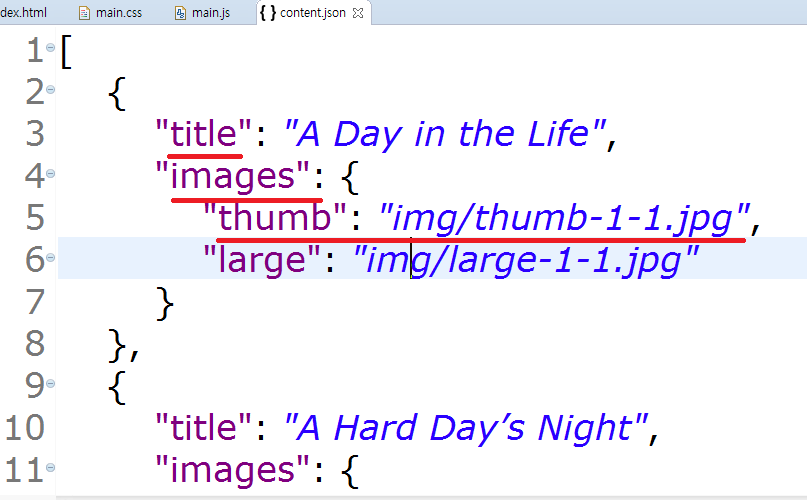 dex.html main.css main.js { } content.json
1 [
2 {
3 "title": "A Day in the Life",
4 "images": {
5 "thumb": "img/thumb-1-1.jpg",
6 "large": "img/large-1-1.jpg"
7 }
8 },
9 {
10 "title": "A Hard Day’s Night",
11 "images": {